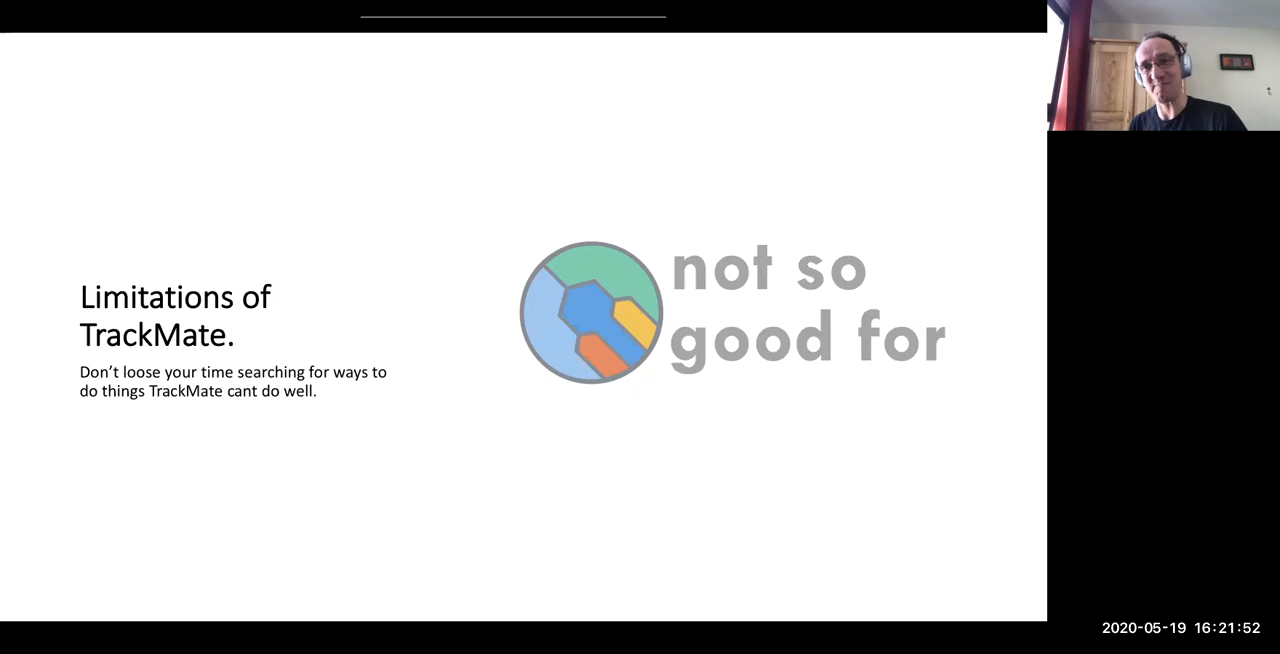 Limitations of
TrackMate.
Don’t loose your time searching for ways to
do things TrackMate cant do well.
not so
good for
2020-05-19 16:21:52